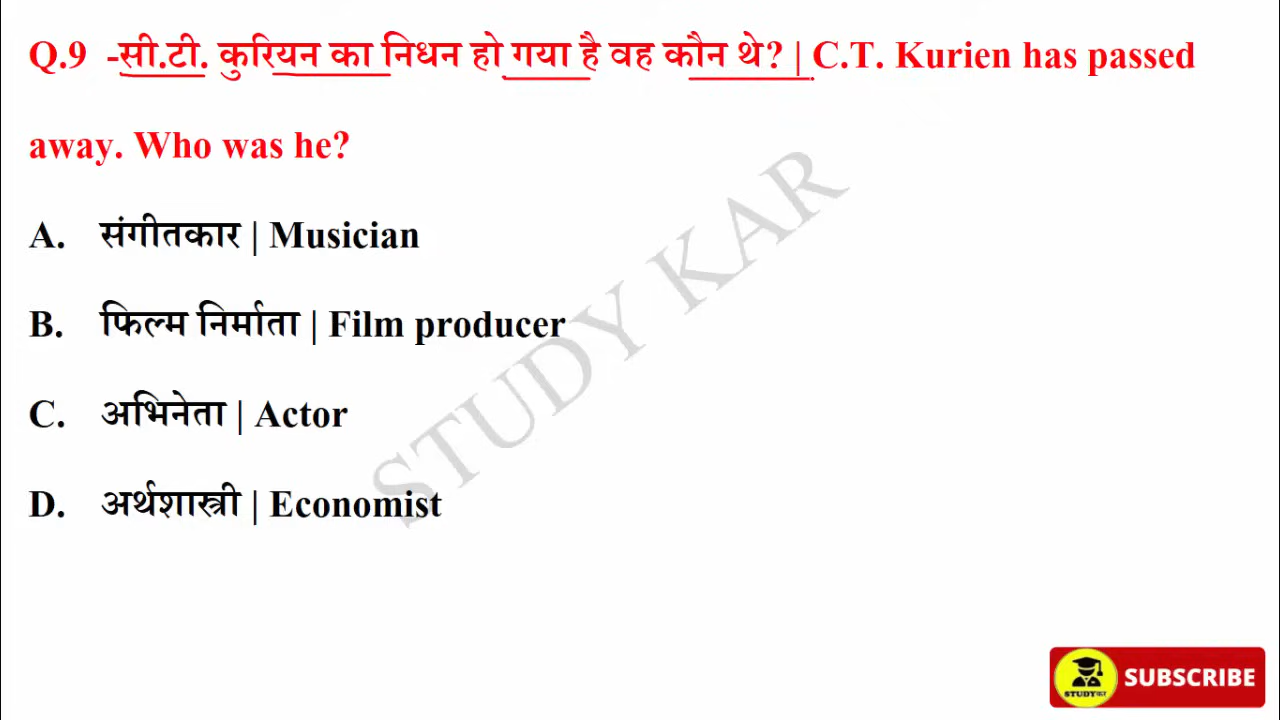 Q.9 -सी.टी. कुरियन का निधन हो गया है वह कौन थे? | C.T. Kurien has passed
away. Who was he?
A. संगीतकार | Musician
B. फिल्म निर्माता | Film producer
C. अभिनेता | Actor
D. अर्थशास्त्री | Economist
STUDY KAR
SUBSCRIBE
STUDYकर